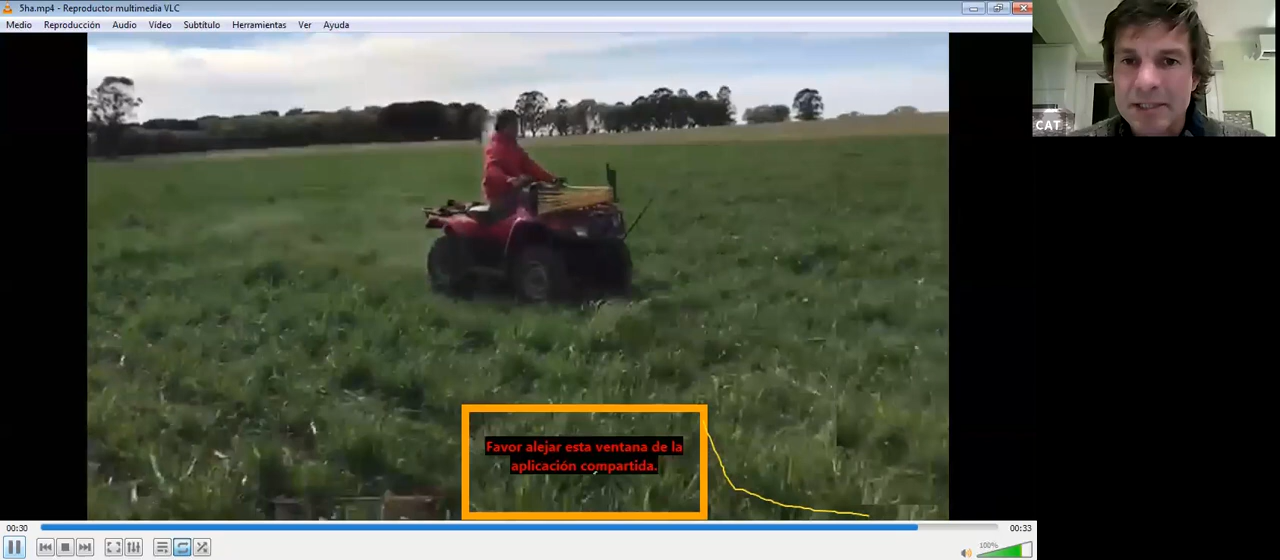 5ha.mp4 - Reproductor multimedia VLC
Medio Reproducción Audio Vídeo Subtítulo Herramientas Ver Ayuda
CAT
Favor alejar esta ventana de la
aplicación compartida.
00:30
00:33
100%